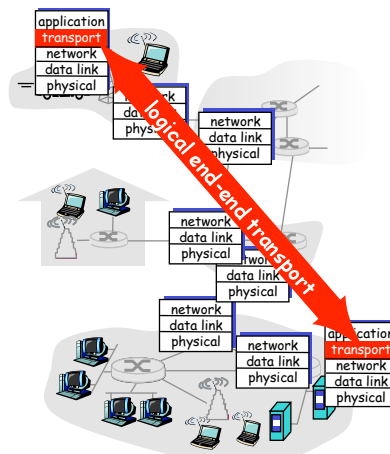 application
transport
network
data link
physical
network
data link
physical
network
data link
physical
logical end-end transport
network
data link
physical
network
data link
physical
network
data link
physical
network
data link
physical
application
transport
network
data link
physical